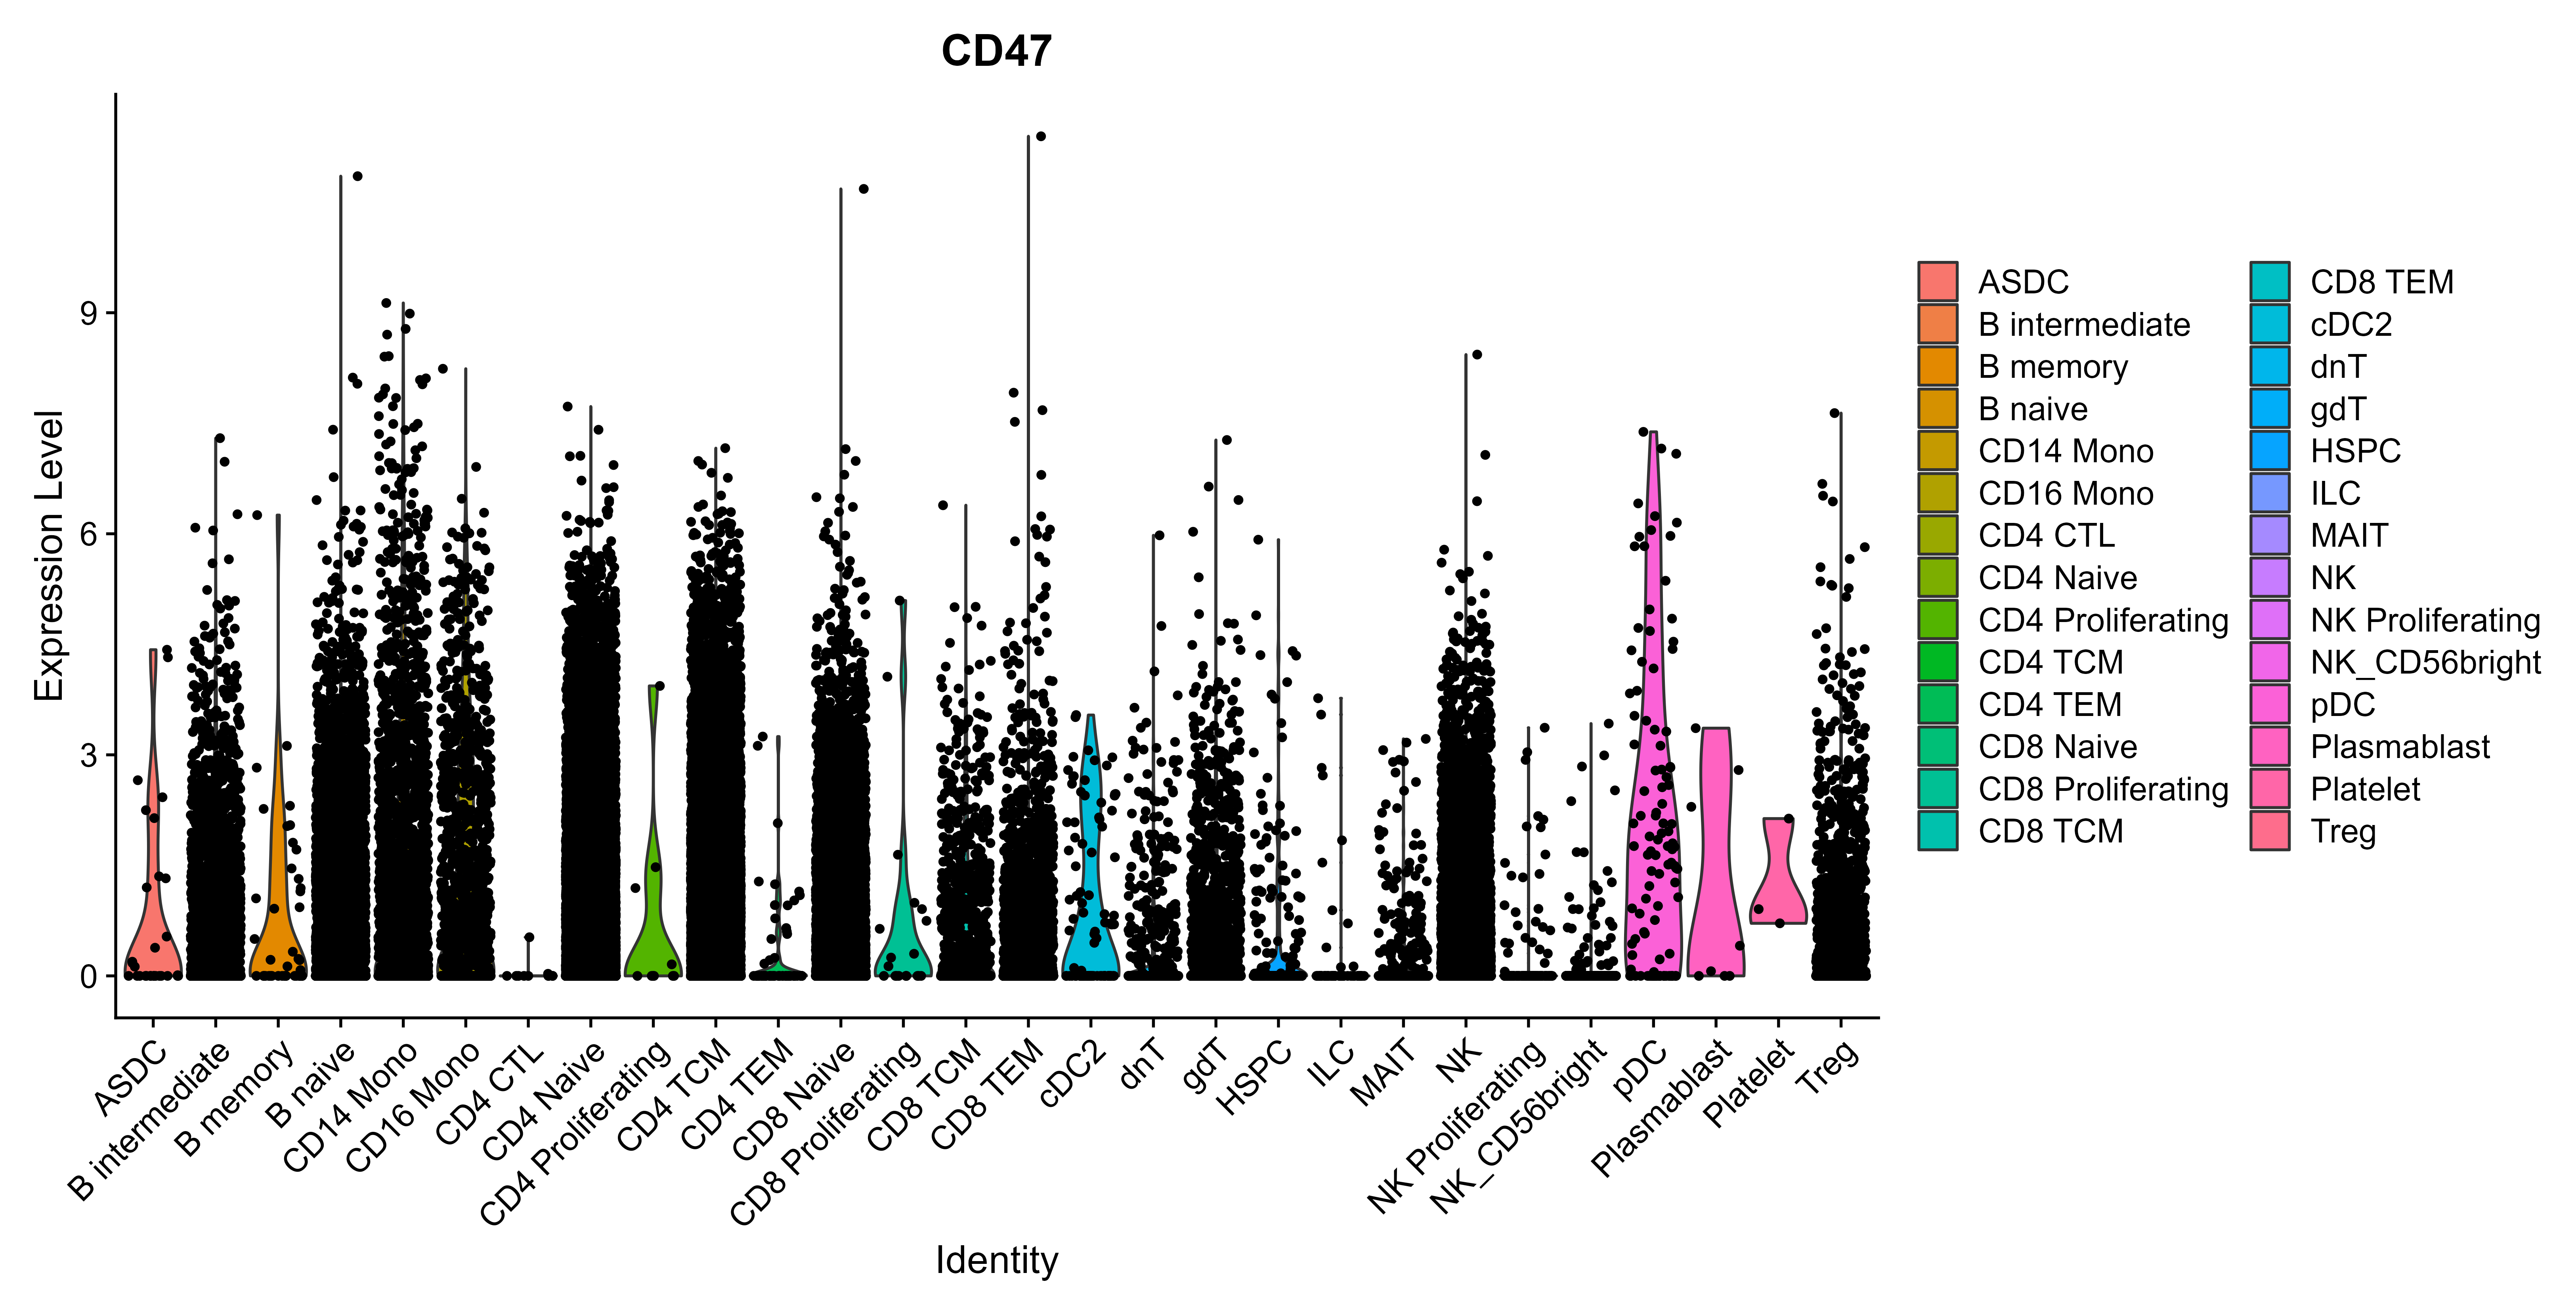 CD47
Expression Level
9
6
3
0
ASDC
B intermediate
B memory
B naive
CD14 Mono
CD16 Mono
CD4 CTL
CD4 Naive
CD4 Proliferating
CD4 TCM
CD4 TEM
CD8 Naive
CD8 Proliferating
CD8 TCM
CD8 TEM
cDC2
dnT
gdT
HSPC
ILC
MAIT
NK
NK Proliferating
NK_CD56bright
pDC
Plasmablast
Platelet
Treg
Identity
ASDC
B intermediate
B memory
B naive
CD14 Mono
CD16 Mono
CD4 CTL
CD4 Naive
CD4 Proliferating
CD4 TCM
CD4 TEM
CD8 Naive
CD8 Proliferating
CD8 TCM
CD8 TEM
cDC2
dnT
gdT
HSPC
ILC
MAIT
NK
NK Proliferating
NK_CD56bright
pDC
Plasmablast
Platelet
Treg